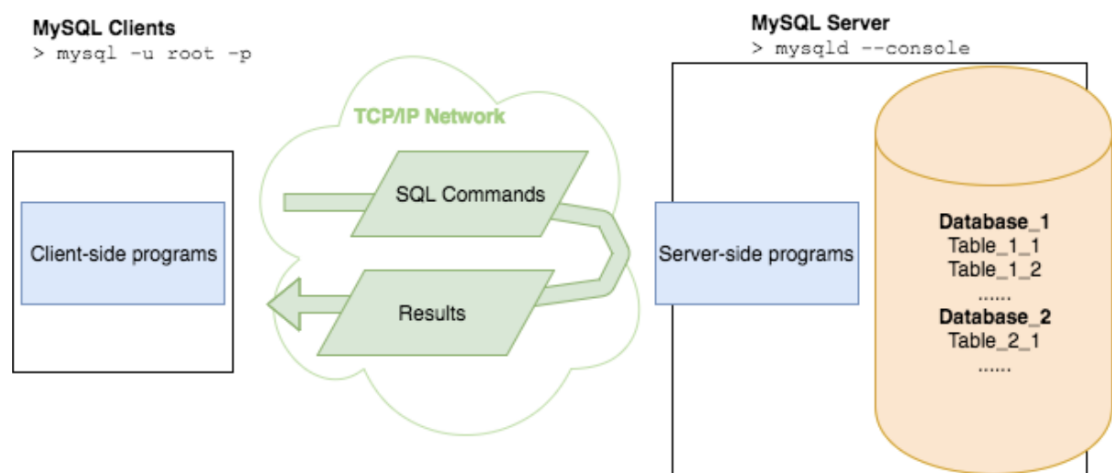 MySQL Clients
> mysql -u root -p
MySQL Server
> mysqld --console
TCP/IP Network
SQL Commands
Client-side programs
Server-side programs
Results
Database_1
Table_1_1
Table_1_2
......
Database_2
Table_2_1
......